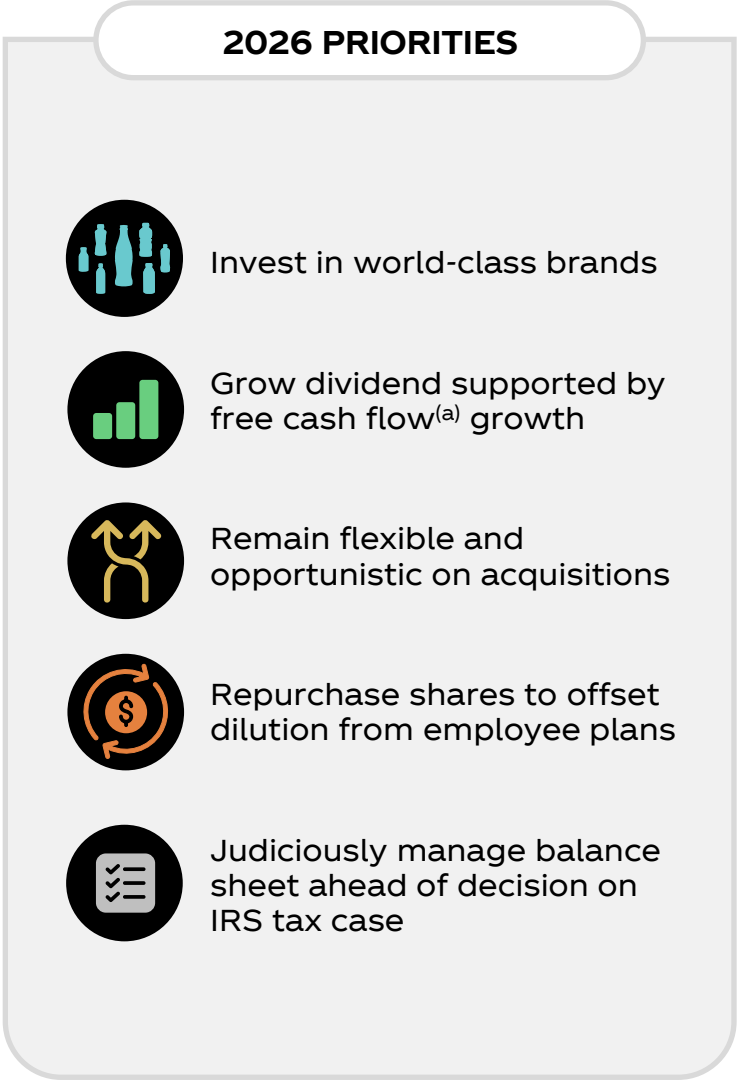 2026 PRIORITIES
Invest in world-class brands
Grow dividend supported by
free cash flow(a) growth
Remain flexible and
opportunistic on acquisitions
$
Repurchase shares to offset
dilution from employee plans
Judiciously manage balance
sheet ahead of decision on
IRS tax case